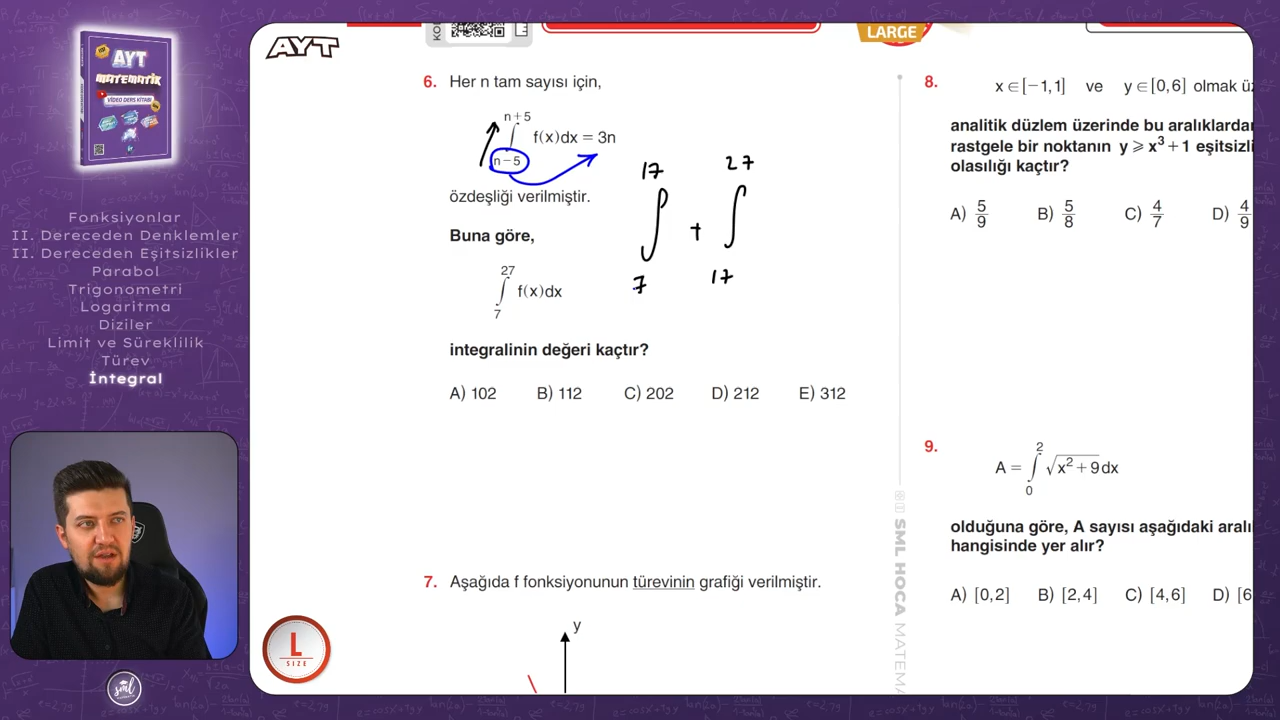 AYT
LARGE
AYT
MATEMATİK
VİDEO DERS KİTABI
Fonksiyonlar
II. Dereceden Denklemler
II. Dereceden Eşitsizlikler
Parabol
Trigonometri
Logaritma
Diziler
Limit ve Süreklilik
Türev
İntegral
6. Her n tam sayısı için,
n+5
∫ f(x)dx = 3n
n−5
özdeşliği verilmiştir.
Buna göre,
27
∫ f(x)dx
7
integralinin değeri kaçtır?
A) 102 B) 112 C) 202 D) 212 E) 312
17 27
∫ + ∫
7 17
7. Aşağıda f fonksiyonunun türevinin grafiği verilmiştir.
y
8. x∈[−1,1] ve y∈[0,6] olmak üz
analitik düzlem üzerinde bu aralıklardan
rastgele bir noktanın y ⩾ x³+1 eşitsizli
olasılığı kaçtır?
A) 5/9 B) 5/8 C) 4/7 D) 4/9
9. A = ∫₀² √(x²+9) dx
olduğuna göre, A sayısı aşağıdaki aralı
hangisinde yer alır?
A) [0,2] B) [2,4] C) [4,6] D) [6
SML HOCA MATEMA
L
SIZE
sml